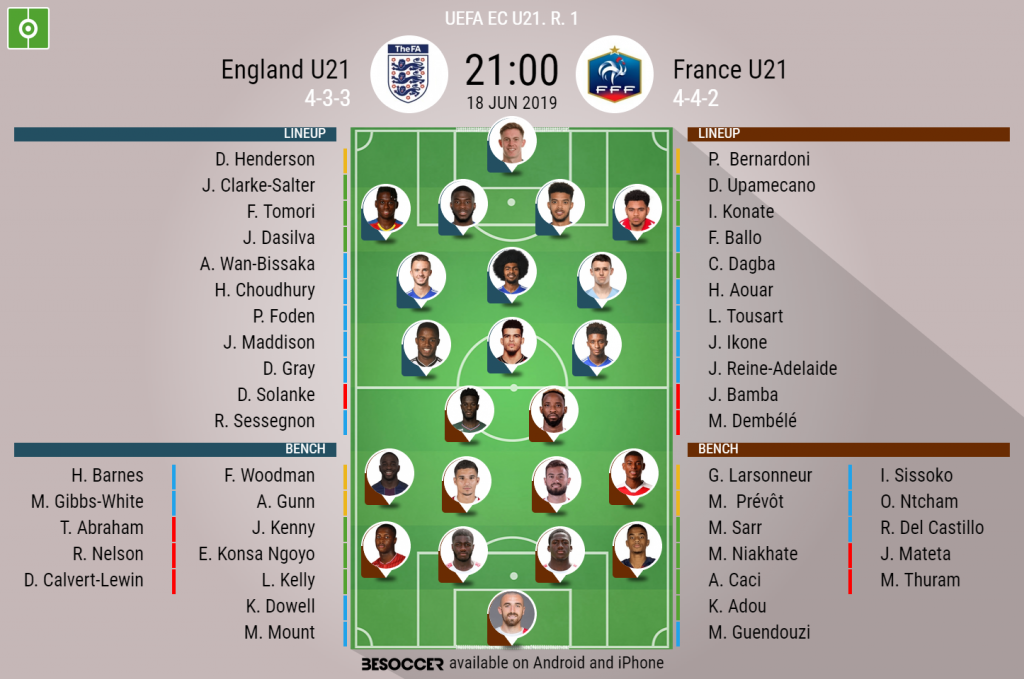 UEFA EC U21. R. 1
England U21
4-3-3
TheFA
21:00
18 JUN 2019
FFF
France U21
4-4-2
LINEUP
D. Henderson
J. Clarke-Salter
F. Tomori
J. Dasilva
A. Wan-Bissaka
H. Choudhury
P. Foden
J. Maddison
D. Gray
D. Solanke
R. Sessegnon
BENCH
H. Barnes
M. Gibbs-White
T. Abraham
R. Nelson
D. Calvert-Lewin
F. Woodman
A. Gunn
J. Kenny
E. Konsa Ngoyo
L. Kelly
K. Dowell
M. Mount
LINEUP
P. Bernardoni
D. Upamecano
I. Konate
F. Ballo
C. Dagba
H. Aouar
L. Tousart
J. Ikone
J. Reine-Adelaide
J. Bamba
M. Dembélé
BENCH
G. Larsonneur
M. Prévôt
M. Sarr
M. Niakhate
A. Caci
K. Adou
M. Guendouzi
I. Sissoko
O. Ntcham
R. Del Castillo
J. Mateta
M. Thuram
BESOCCER available on Android and iPhone